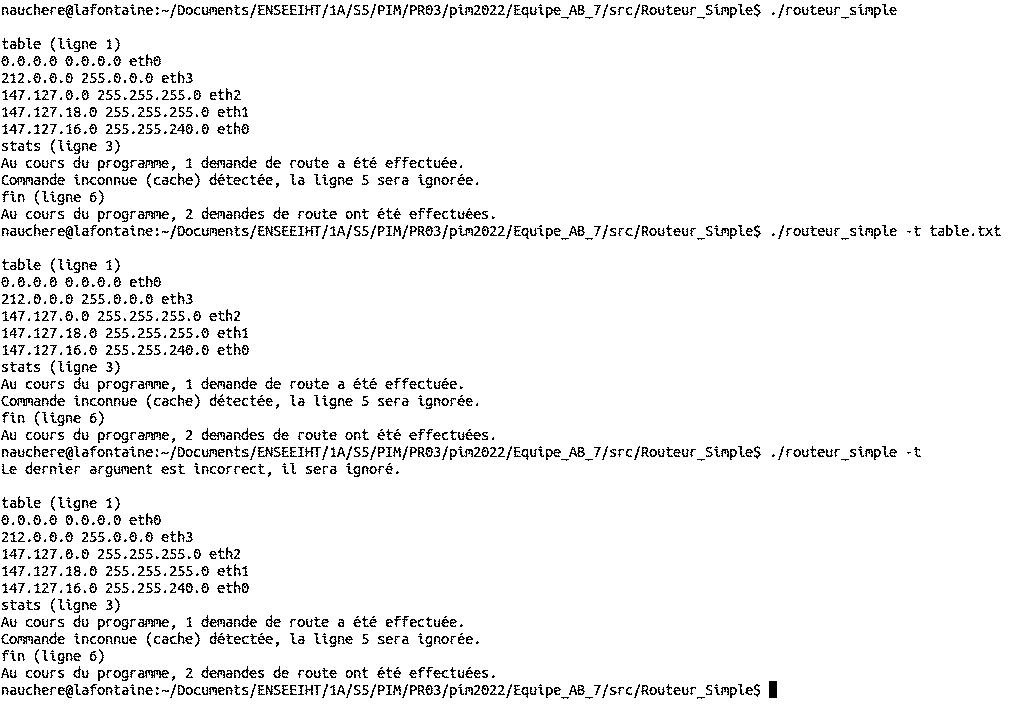 nauchere@lafontaine:~/Documents/ENSEEIHT/1A/S5/PIM/PR03/pim2022/Equipe_AB_7/src/Routeur_Simple$ ./routeur_simple
table (ligne 1)
0.0.0.0 0.0.0.0 eth0
212.0.0.0 255.0.0.0 eth3
147.127.0.0 255.255.255.0 eth2
147.127.18.0 255.255.255.0 eth1
147.127.16.0 255.255.240.0 eth0
stats (ligne 3)
Au cours du programme, 1 demande de route a été effectuée.
Commande inconnue (cache) détectée, la ligne 5 sera ignorée.
fin (ligne 6)
Au cours du programme, 2 demandes de route ont été effectuées.
nauchere@lafontaine:~/Documents/ENSEEIHT/1A/S5/PIM/PR03/pim2022/Equipe_AB_7/src/Routeur_Simple$ ./routeur_simple -t table.txt
table (ligne 1)
0.0.0.0 0.0.0.0 eth0
212.0.0.0 255.0.0.0 eth3
147.127.0.0 255.255.255.0 eth2
147.127.18.0 255.255.255.0 eth1
147.127.16.0 255.255.240.0 eth0
stats (ligne 3)
Au cours du programme, 1 demande de route a été effectuée.
Commande inconnue (cache) détectée, la ligne 5 sera ignorée.
fin (ligne 6)
Au cours du programme, 2 demandes de route ont été effectuées.
nauchere@lafontaine:~/Documents/ENSEEIHT/1A/S5/PIM/PR03/pim2022/Equipe_AB_7/src/Routeur_Simple$ ./routeur_simple -t
Le dernier argument est incorrect, il sera ignoré.
table (ligne 1)
0.0.0.0 0.0.0.0 eth0
212.0.0.0 255.0.0.0 eth3
147.127.0.0 255.255.255.0 eth2
147.127.18.0 255.255.255.0 eth1
147.127.16.0 255.255.240.0 eth0
stats (ligne 3)
Au cours du programme, 1 demande de route a été effectuée.
Commande inconnue (cache) détectée, la ligne 5 sera ignorée.
fin (ligne 6)
Au cours du programme, 2 demandes de route ont été effectuées.
nauchere@lafontaine:~/Documents/ENSEEIHT/1A/S5/PIM/PR03/pim2022/Equipe_AB_7/src/Routeur_Simple$